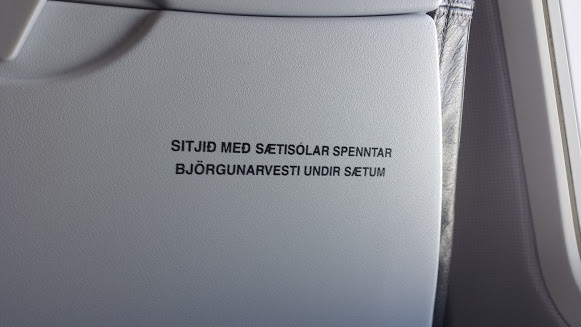 SITJIÐ MEÐ SÆTISÓLAR SPENNTAR
BJÖRGUNARVESTI UNDIR SÆTUM